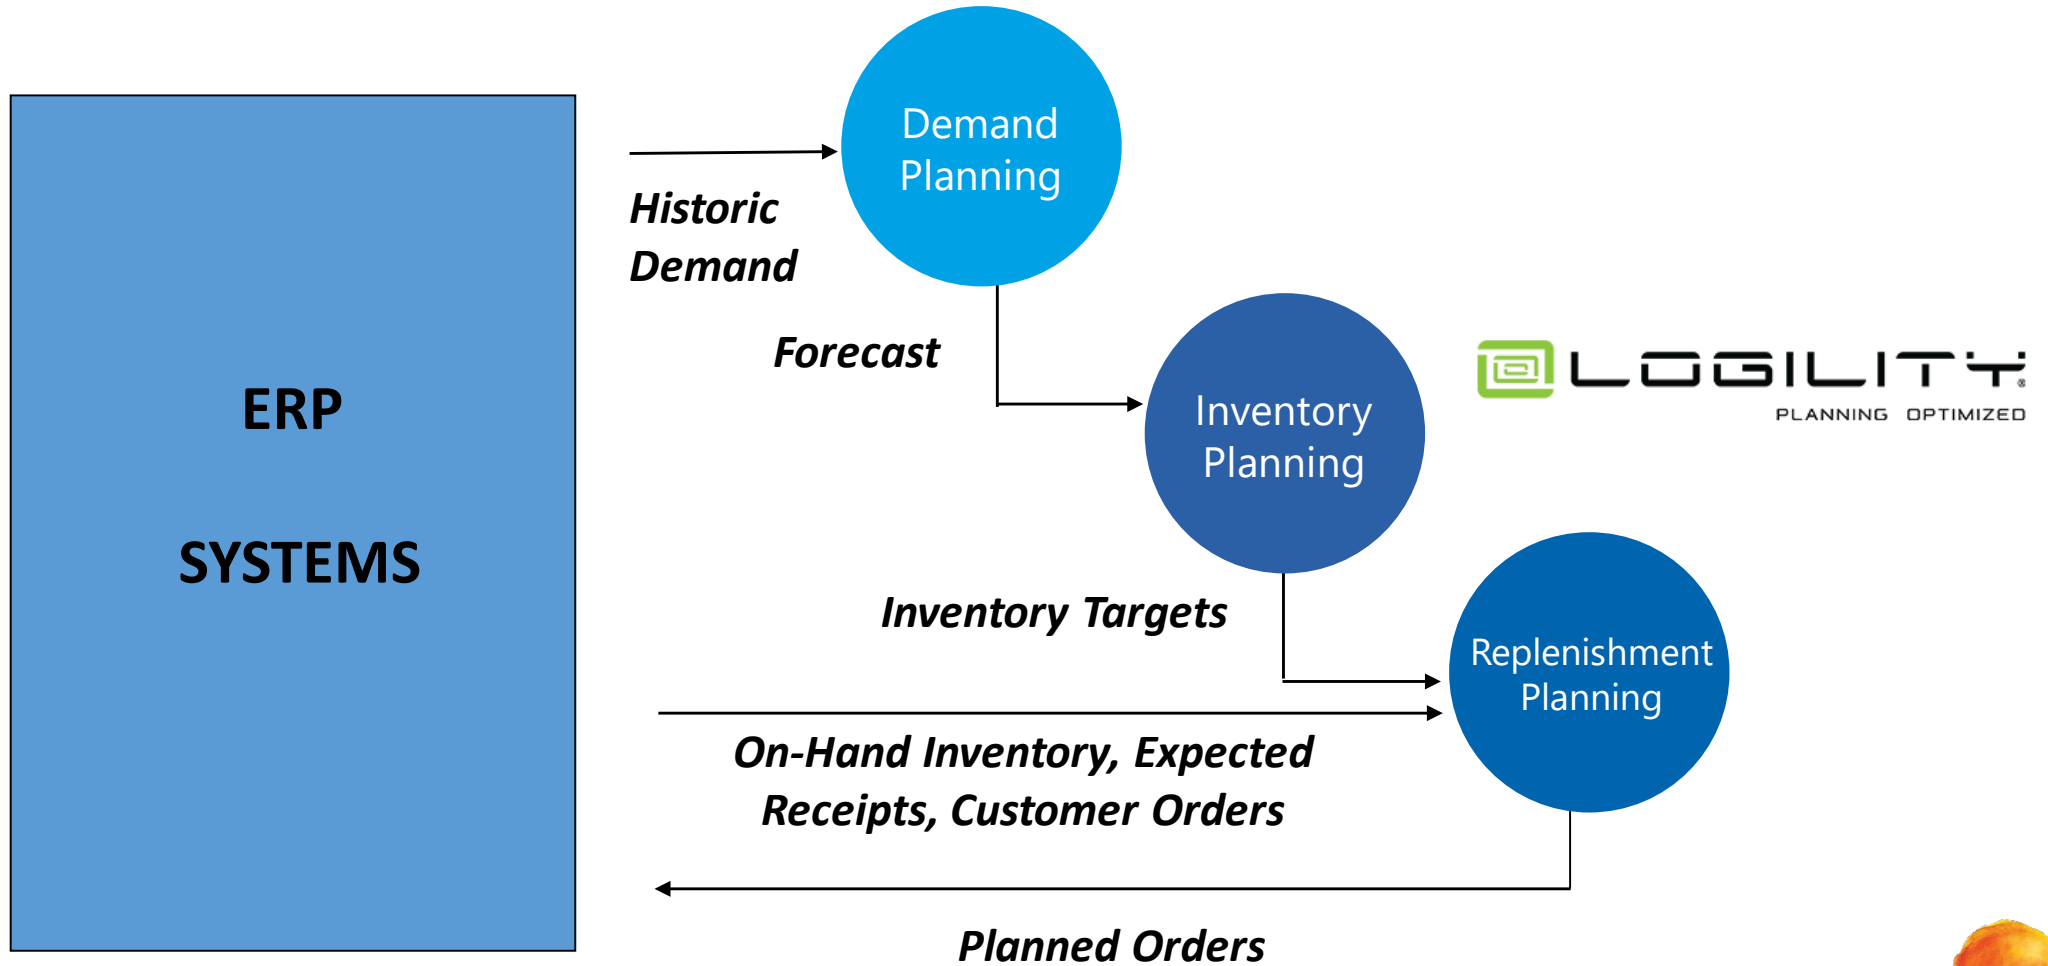 Demand
Planning
Historic
Demand
Forecast
ERP
SYSTEMS
Inventory
Planning
LOGILITY®
PLANNING OPTIMIZED
Inventory Targets
Replenishment
Planning
On-Hand Inventory, Expected
Receipts, Customer Orders
Planned Orders